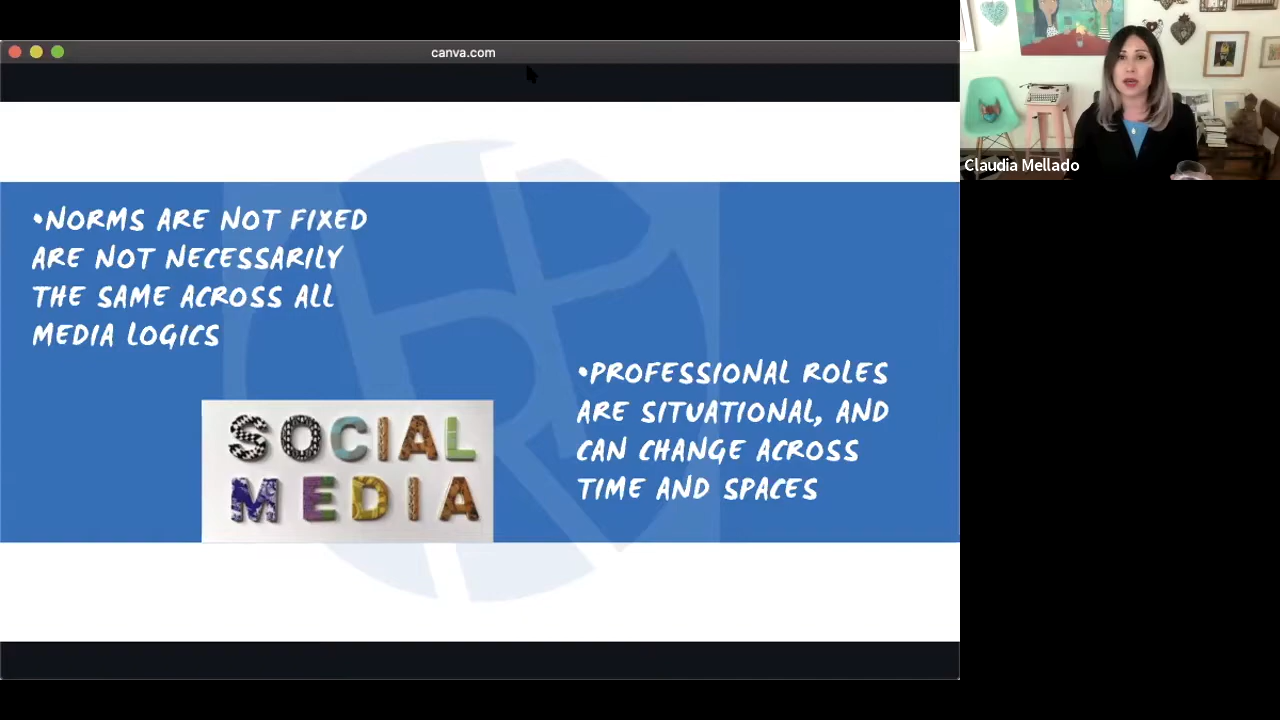 canva.com
•NORMS ARE NOT FIXED
ARE NOT NECESSARILY
THE SAME ACROSS ALL
MEDIA LOGICS
SOCIAL
MEDIA
•PROFESSIONAL ROLES
ARE SITUATIONAL, AND
CAN CHANGE ACROSS
TIME AND SPACES
Claudia Mellado